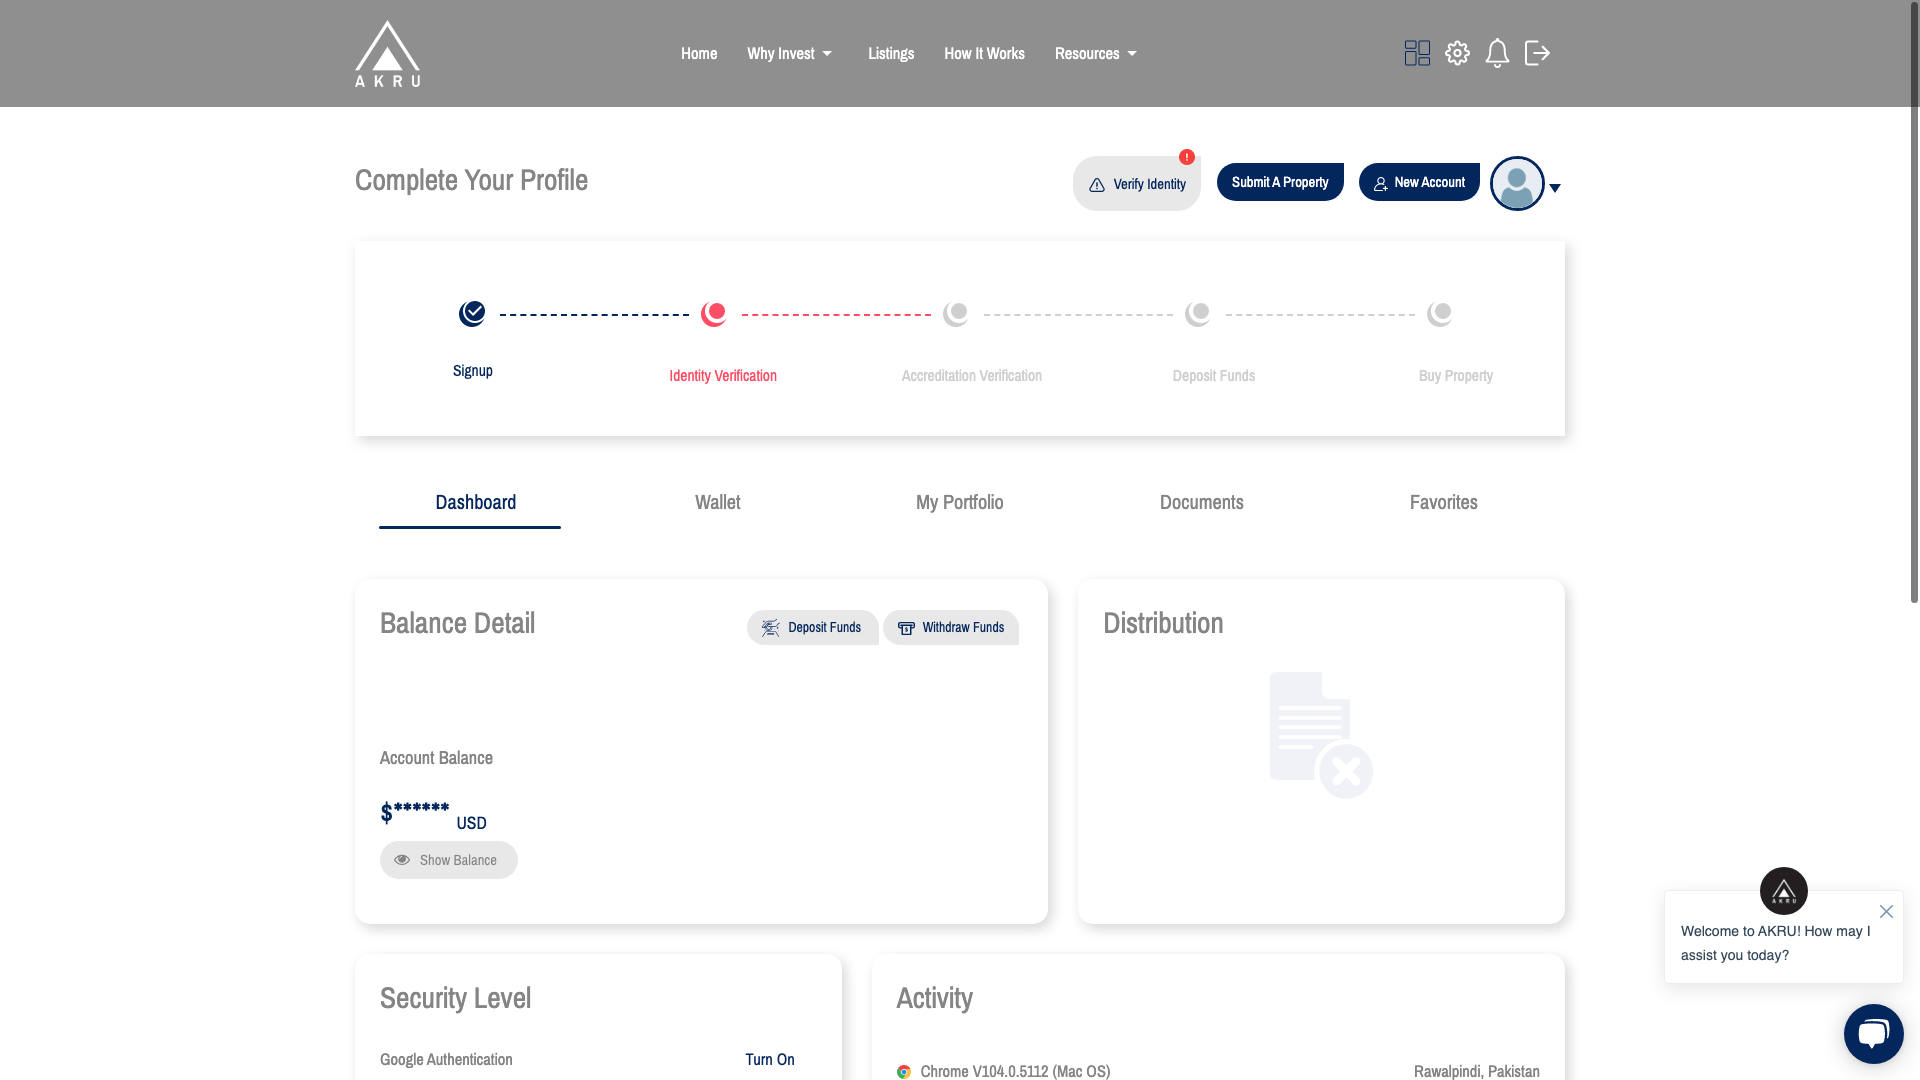 AKRU
Home
Why Invest
Listings
How It Works
Resources
Complete Your Profile
!
Verify Identity
Submit A Property
New Account
Signup
Identity Verification
Accreditation Verification
Deposit Funds
Buy Property
Dashboard
Wallet
My Portfolio
Documents
Favorites
Balance Detail
Deposit Funds
Withdraw Funds
Distribution
Account Balance
$****** USD
Show Balance
AKRU
Welcome to AKRU! How may I
assist you today?
Security Level
Activity
Google Authentication
Turn On
Chrome V104.0.5112 (Mac OS)
Rawalpindi, Pakistan